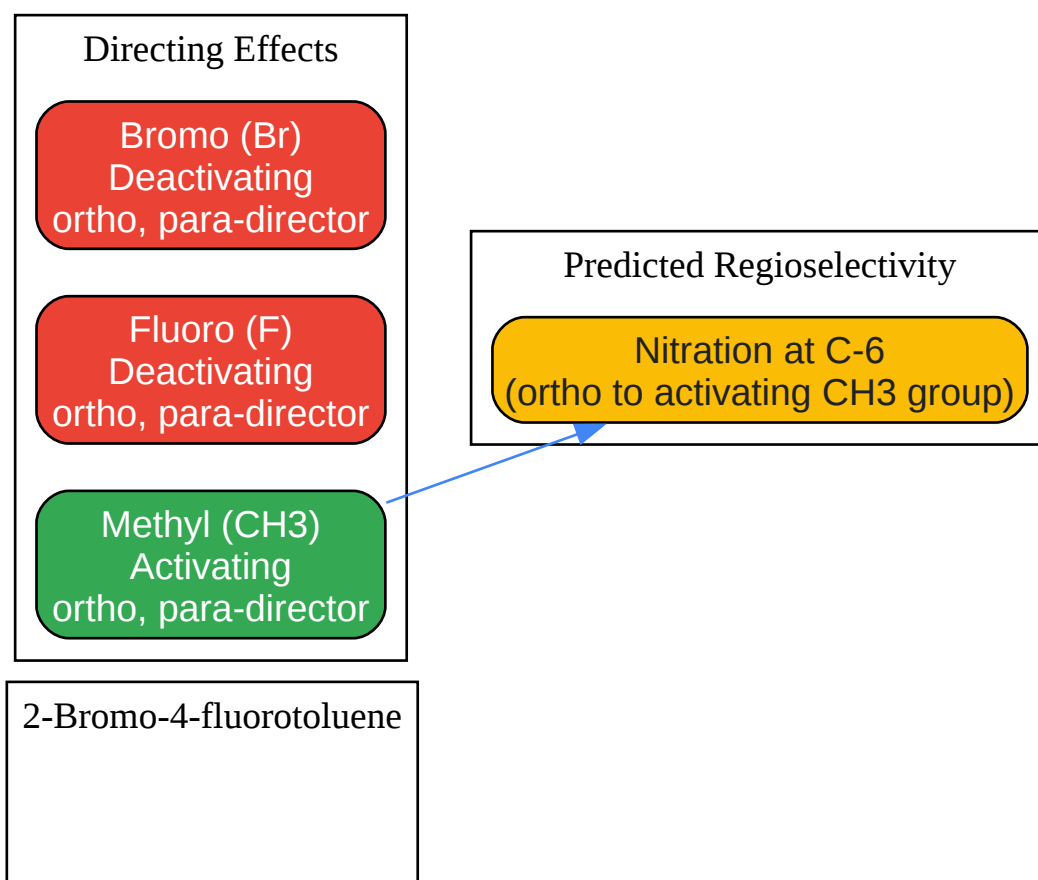 Directing Effects
Bromo (Br)
Deactivating
ortho, para-director
Fluoro (F)
Deactivating
ortho, para-director
Methyl (CH3)
Activating
ortho, para-director
2-Bromo-4-fluorotoluene
Predicted Regioselectivity
Nitration at C-6
(ortho to activating CH3 group)